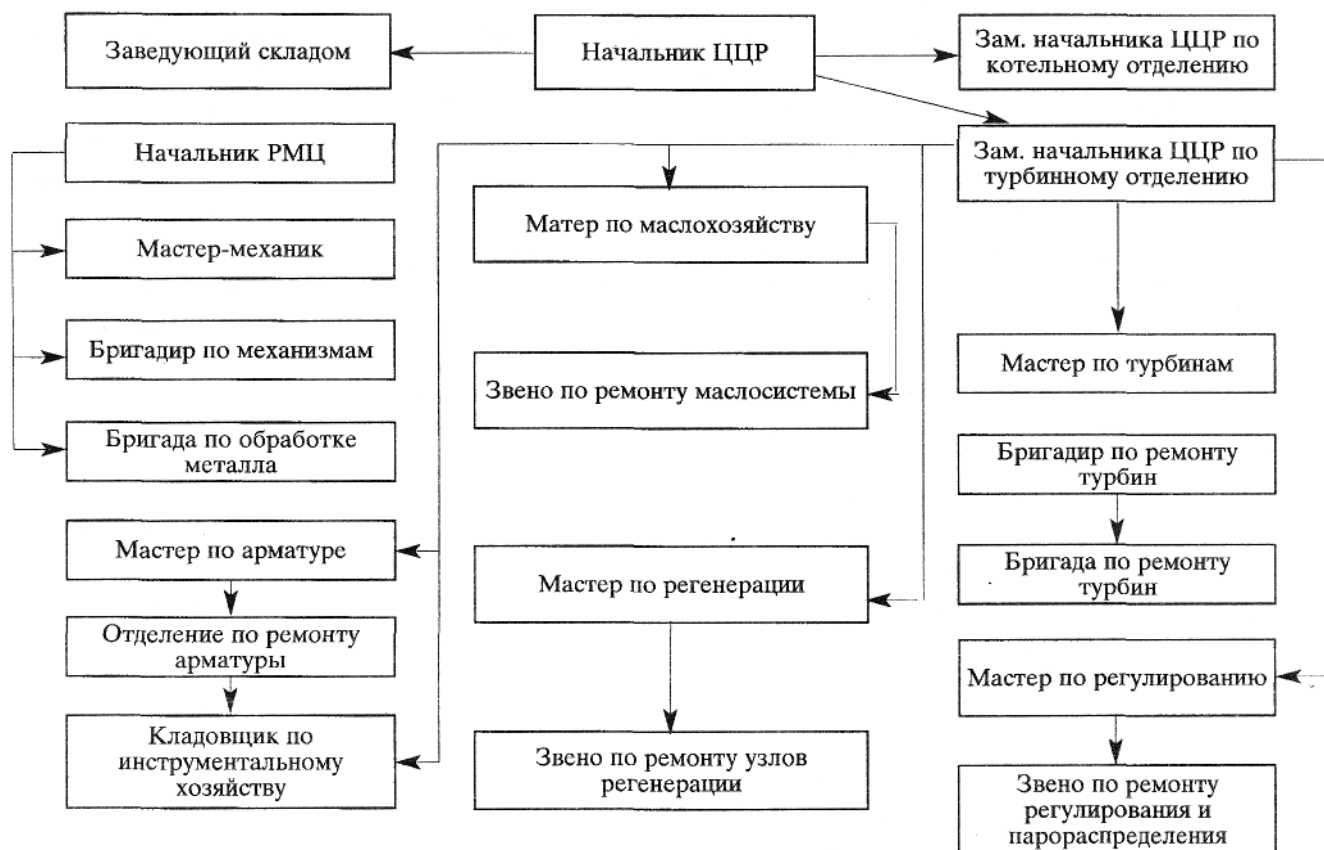 Заведующий складом
Начальник ЦЦР
Зам. начальника ЦЦР по
котельному отделению
Начальник РМЦ
Зам. начальника ЦЦР по
турбинному отделению
Мастер-механик
Матер по маслохозяйству
Бригадир по механизмам
Звено по ремонту маслосистемы
Мастер по турбинам
Бригада по обработке
металла
Бригадир по ремонту
турбин
Мастер по арматуре
Мастер по регенерации
Бригада по ремонту
турбин
Отделение по ремонту
арматуры
Мастер по регулированию
Кладовщик по
инструментальному
хозяйству
Звено по ремонту узлов
регенерации
Звено по ремонту
регулирования и
парораспределения